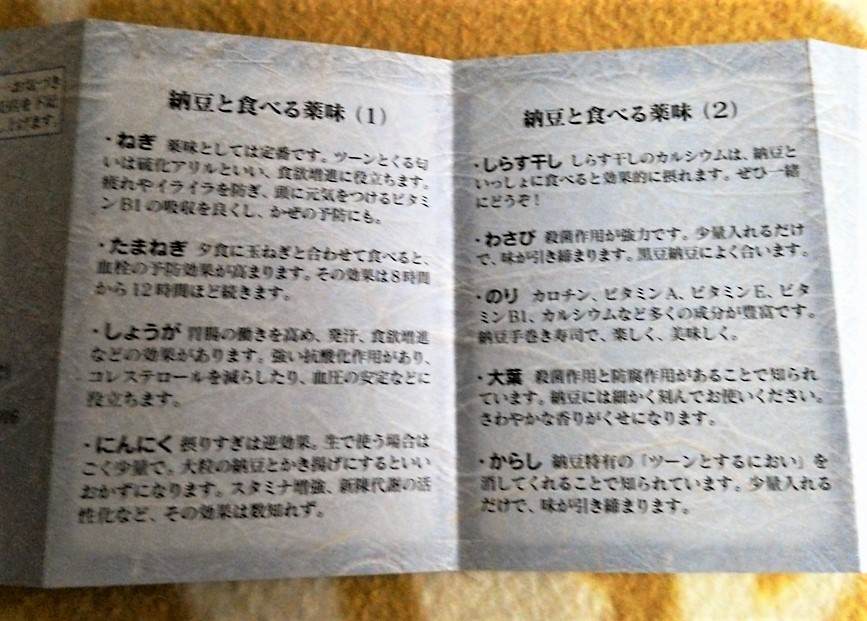 納豆と食べる薬味（1）
・ねぎ 薬味としては定番です。ツーンとくる匂
いは硫化アリルといい、食欲増進に役立ちます。
疲れやイライラを防ぎ、頭に元気をつけるビタミ
ンB1の吸収を良くし、かぜの予防にも。
・たまねぎ 夕食に玉ねぎと合わせて食べると、
血栓の予防効果が高まります。その効果は8時間
から12時間ほど続きます。
・しょうが 胃腸の働きを高め、発汗、食欲増進
などの効果があります。強い抗酸化作用があり、
コレステロールを減らしたり、血圧の安定などに
役立ちます。
・にんにく 摂りすぎは逆効果。生で使う場合は
ごく少量で。大粒の納豆とかき揚げにするといい
おかずになります。スタミナ増強、新陳代謝の活
性化など、その効果は数知れず。
納豆と食べる薬味（2）
・しらす干し しらす干しのカルシウムは、納豆と
いっしょに食べると効果的に摂れます。ぜひ一緒
にどうぞ！
・わさび 殺菌作用が強力です。少量入れるだけ
で、味が引き締まります。黒豆納豆によく合います。
・のり カロチン、ビタミンA、ビタミンE、ビタ
ミンB1、カルシウムなど多くの成分が豊富です。
納豆手巻き寿司で、楽しく、美味しく。
・大葉 殺菌作用と防腐作用があることで知られ
ています。納豆には細かく刻んでお使いください。
さわやかな香りがくせになります。
・からし 納豆特有の「ツーンとするにおい」を
消してくれることで知られています。少量入れる
だけで、味が引き締まります。